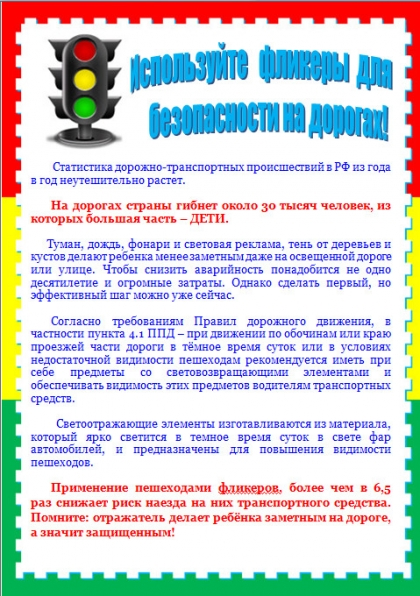 Используйте фликеры для
безопасности на дорогах!
Статистика дорожно-транспортных происшествий в РФ из года
в год неутешительно растет.
На дорогах страны гибнет около 30 тысяч человек, из
которых большая часть – ДЕТИ.
Туман, дождь, фонари и световая реклама, тень от деревьев и
кустов делают ребенка менее заметным даже на освещенной дороге
или улице. Чтобы снизить аварийность понадобится не одно
десятилетие и огромные затраты. Однако сделать первый, но
эффективный шаг можно уже сейчас.
Согласно требованиям Правил дорожного движения, в
частности пункта 4.1 ППД – при движении по обочинам или краю
проезжей части дороги в тёмное время суток или в условиях
недостаточной видимости пешеходам рекомендуется иметь при
себе предметы со световозвращающими элементами и
обеспечивать видимость этих предметов водителям транспортных
средств.
Светоотражающие элементы изготавливаются из материала,
который ярко светится в темное время суток в свете фар
автомобилей, и предназначены для повышения видимости
пешеходов.
Применение пешеходами фликеров, более чем в 6,5
раз снижает риск наезда на них транспортного средства.
Помните: отражатель делает ребёнка заметным на дороге,
а значит защищенным!